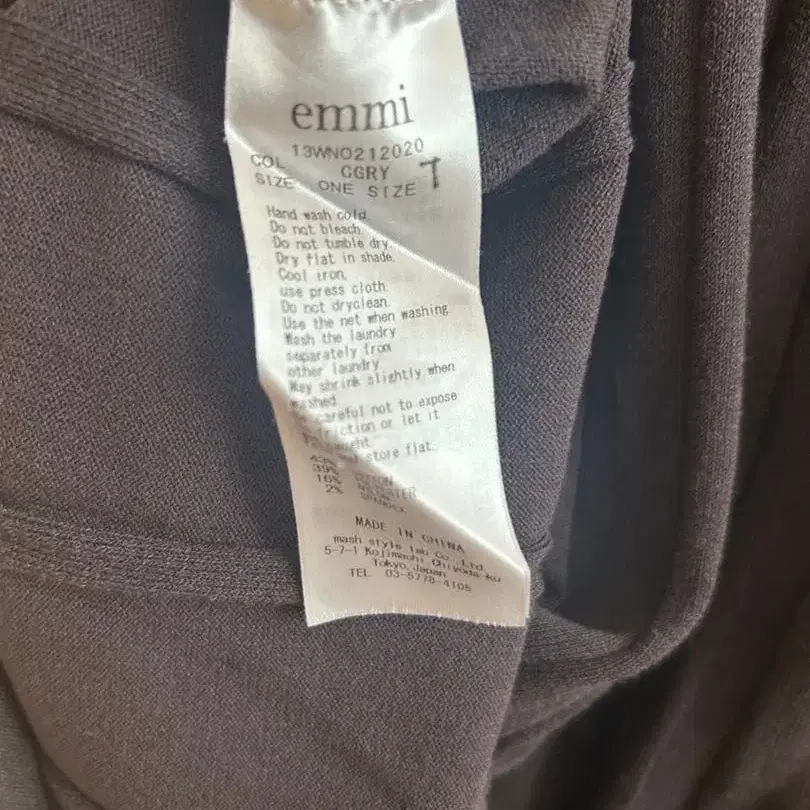 emmi
13WNO212020
COL CGRY
SIZE ONE SIZE T
Hand wash cold
Do not bleach
Do not tumble dry.
Dry flat in shade.
Cool iron.
use press cloth.
Do not dryclean.
Use the net when washing
Wash the laundry
separately from
other laundry
May shrink slightly when
washed.
careful not to expose
friction or let it
store flat.
39%
16%
2% SPANDEX
MADE IN CHINA
mash style lab Co. Ltd.
5-7-1 Kojimachi Chiyoda-ku
Tokyo, Japan
TEL 03-5778-4105